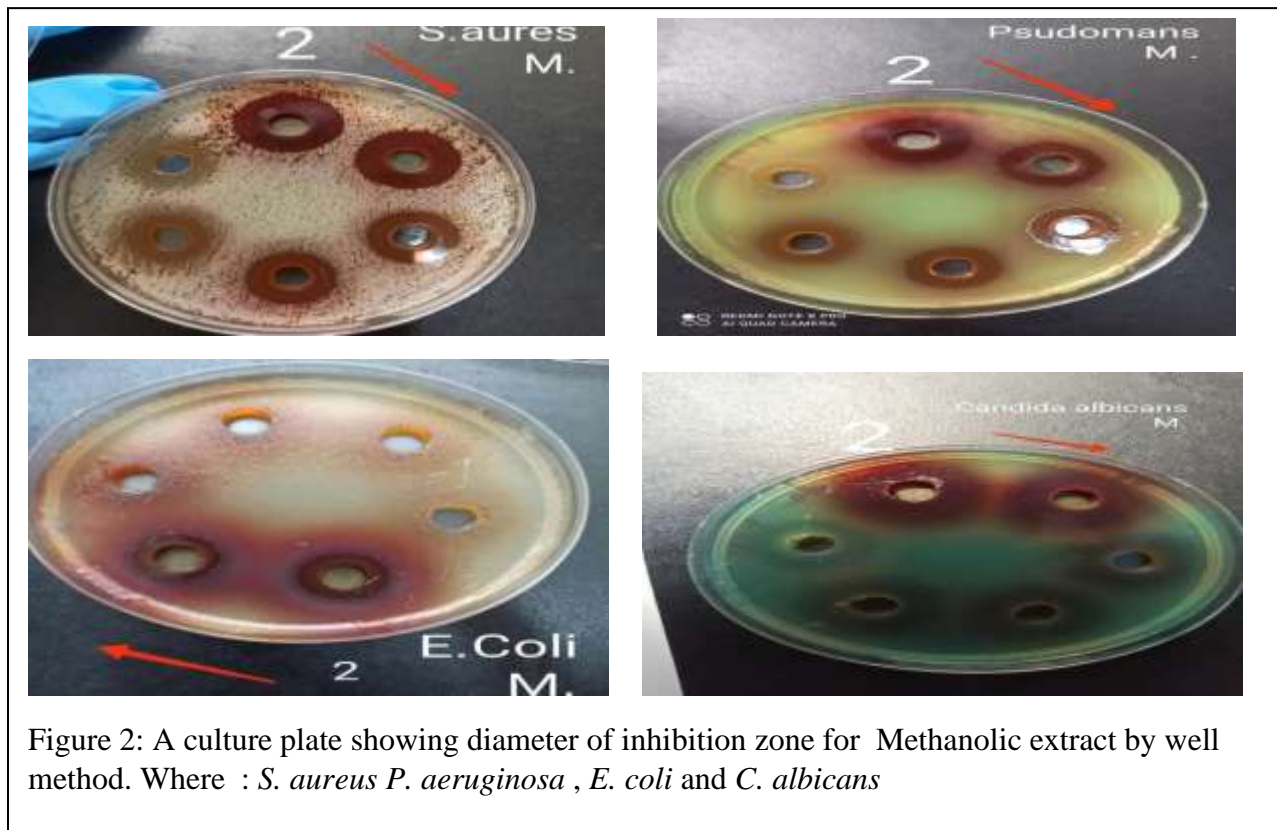 S.aures
2
M.
Psudomans
M .
2
REDMI NOTE 8 PRO
AI QUAD CAMERA
E.Coli
2
M.
Candida albicans
2
M.
Figure 2: A culture plate showing diameter of inhibition zone for Methanolic extract by well
method. Where : S. aureus P. aeruginosa , E. coli and C. albicans